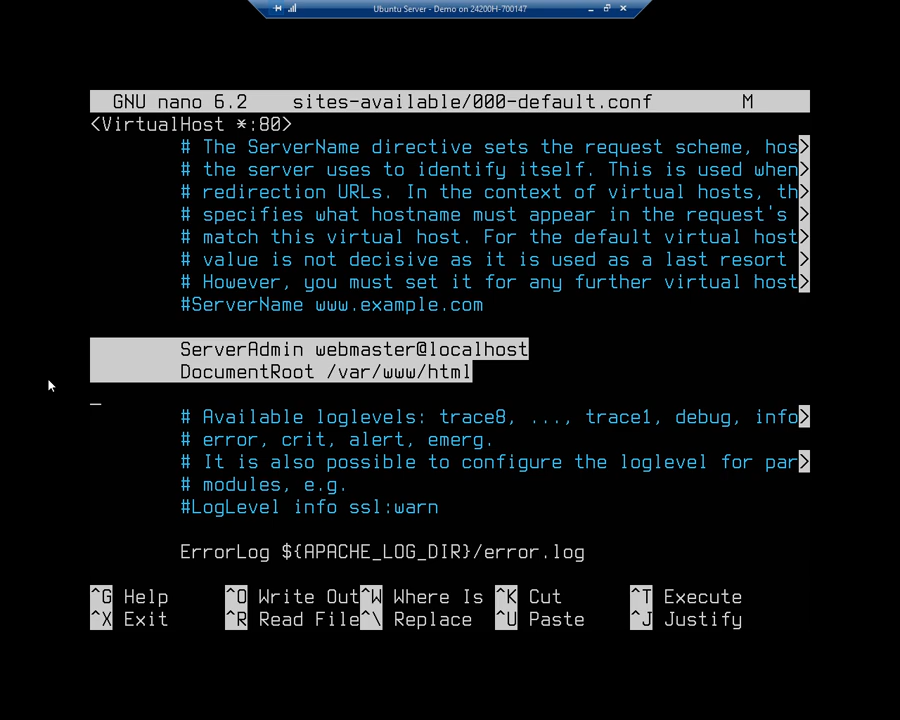 Ubuntu Server - Demo on 24200H-700147
GNU nano 6.2 sites-available/000-default.conf M
<VirtualHost *:80>
# The ServerName directive sets the request scheme, hos>
# the server uses to identify itself. This is used when>
# redirection URLs. In the context of virtual hosts, th>
# specifies what hostname must appear in the request's >
# match this virtual host. For the default virtual host>
# value is not decisive as it is used as a last resort >
# However, you must set it for any further virtual host>
#ServerName www.example.com
ServerAdmin webmaster@localhost
DocumentRoot /var/www/html
# Available loglevels: trace8, ..., trace1, debug, info>
# error, crit, alert, emerg.
# It is also possible to configure the loglevel for par>
# modules, e.g.
#LogLevel info ssl:warn
ErrorLog ${APACHE_LOG_DIR}/error.log
^G Help ^O Write Out ^W Where Is ^K Cut ^T Execute
^X Exit ^R Read File ^\ Replace ^U Paste ^J Justify